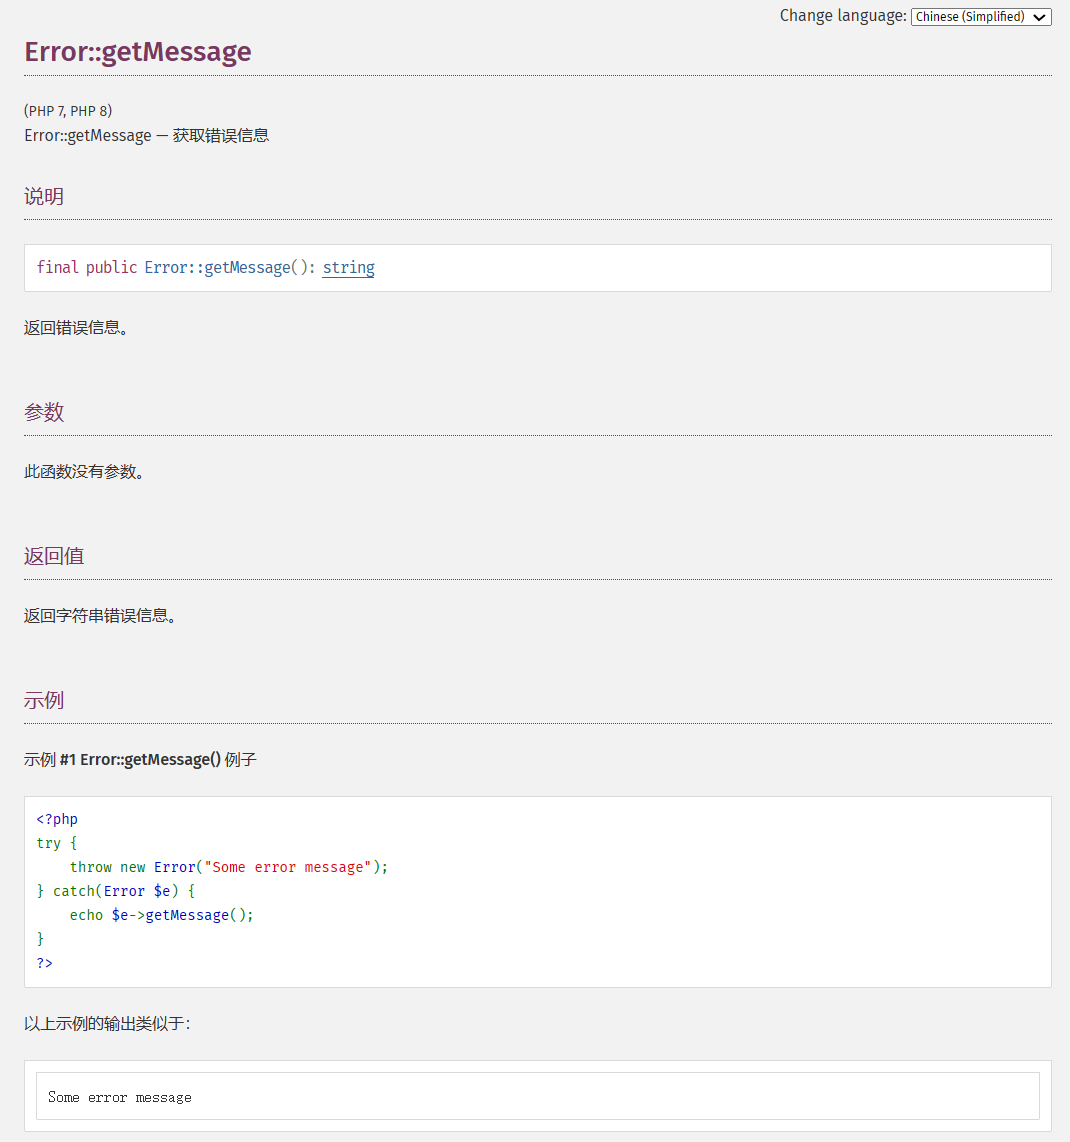 Change language: Chinese (Simplified)
Error::getMessage
(PHP 7, PHP 8)
Error::getMessage — 获取错误信息
说明
final public Error::getMessage(): string
返回错误信息。
参数
此函数没有参数。
返回值
返回字符串错误信息。
示例
示例 #1 Error::getMessage() 例子
<?php
try {
    throw new Error("Some error message");
} catch(Error $e) {
    echo $e->getMessage();
}
?>
以上示例的输出类似于：
Some error message